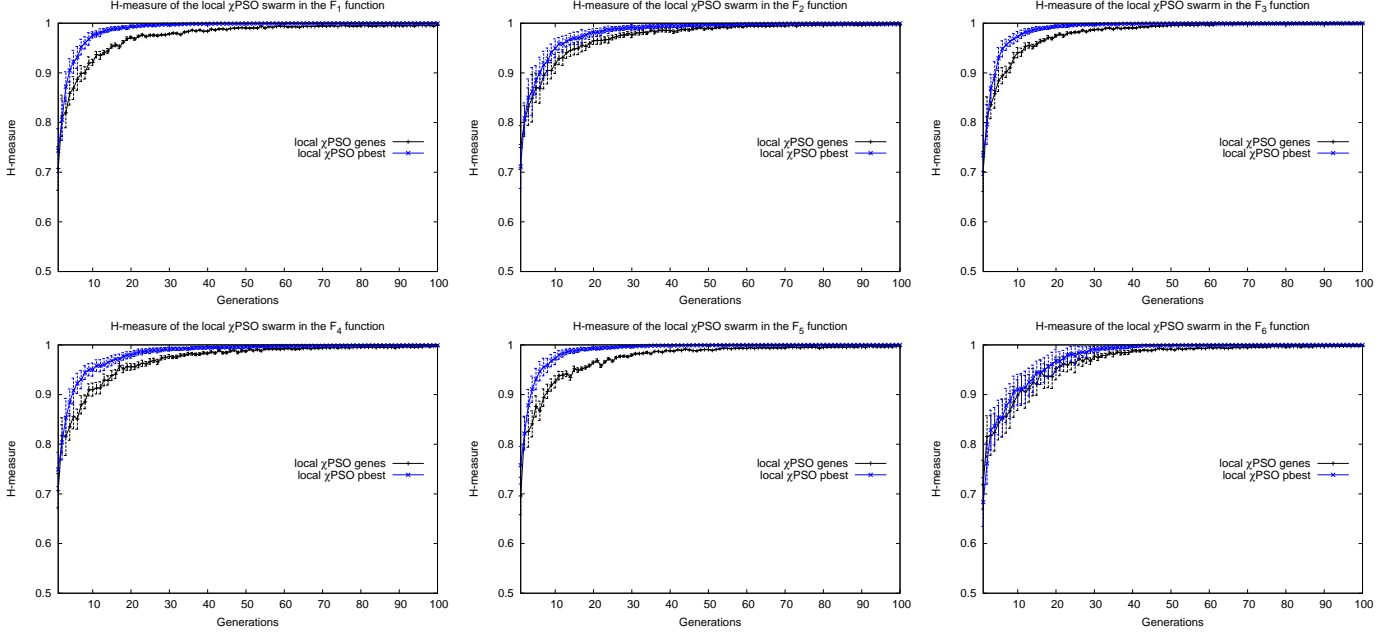 H-measure of the local χPSO swarm in the F1 function
H-measure
1
0.9
0.8
0.7
0.6
0.5
local χPSO genes
local χPSO pbest
10 20 30 40 50 60 70 80 90 100
Generations
H-measure of the local χPSO swarm in the F2 function
H-measure
1
0.9
0.8
0.7
0.6
0.5
local χPSO genes
local χPSO pbest
10 20 30 40 50 60 70 80 90 100
Generations
H-measure of the local χPSO swarm in the F3 function
H-measure
1
0.9
0.8
0.7
0.6
0.5
local χPSO genes
local χPSO pbest
10 20 30 40 50 60 70 80 90 100
Generations
H-measure of the local χPSO swarm in the F4 function
H-measure
1
0.9
0.8
0.7
0.6
0.5
local χPSO genes
local χPSO pbest
10 20 30 40 50 60 70 80 90 100
Generations
H-measure of the local χPSO swarm in the F5 function
H-measure
1
0.9
0.8
0.7
0.6
0.5
local χPSO genes
local χPSO pbest
10 20 30 40 50 60 70 80 90 100
Generations
H-measure of the local χPSO swarm in the F6 function
H-measure
1
0.9
0.8
0.7
0.6
0.5
local χPSO genes
local χPSO pbest
10 20 30 40 50 60 70 80 90 100
Generations